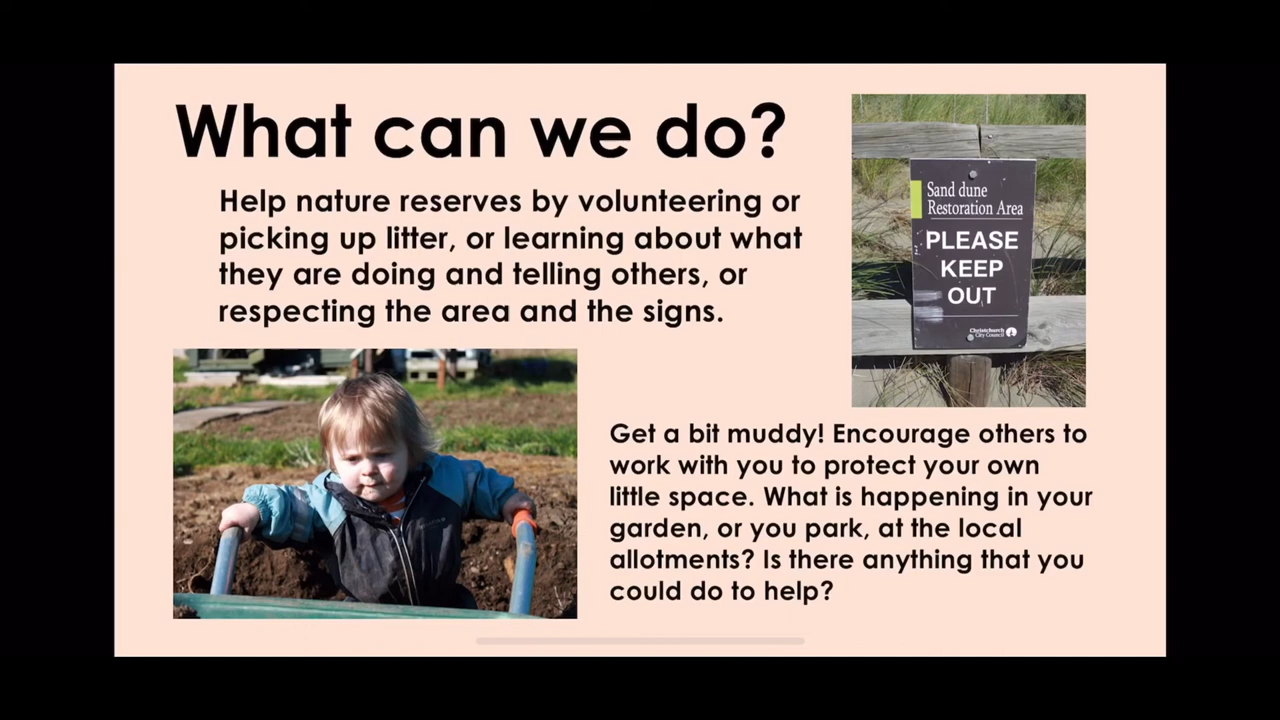 What can we do?
Help nature reserves by volunteering or
picking up litter, or learning about what
they are doing and telling others, or
respecting the area and the signs.
Sand dune
Restoration Area
PLEASE
KEEP
OUT
Christchurch
City Council
Get a bit muddy! Encourage others to
work with you to protect your own
little space. What is happening in your
garden, or you park, at the local
allotments? Is there anything that you
could do to help?